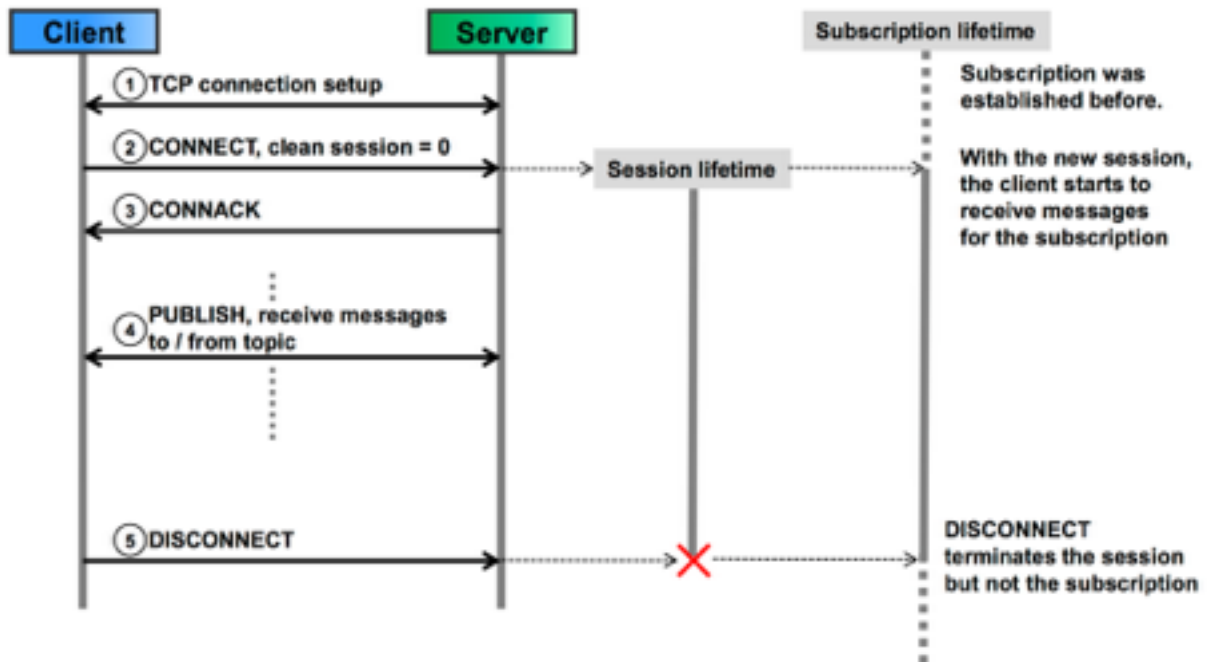 Client
Server
Subscription lifetime
1 TCP connection setup
Subscription was
established before.
2 CONNECT, clean session = 0
Session lifetime
With the new session,
the client starts to
receive messages
for the subscription
3 CONNACK
4 PUBLISH, receive messages
to / from topic
5 DISCONNECT
DISCONNECT
terminates the session
but not the subscription